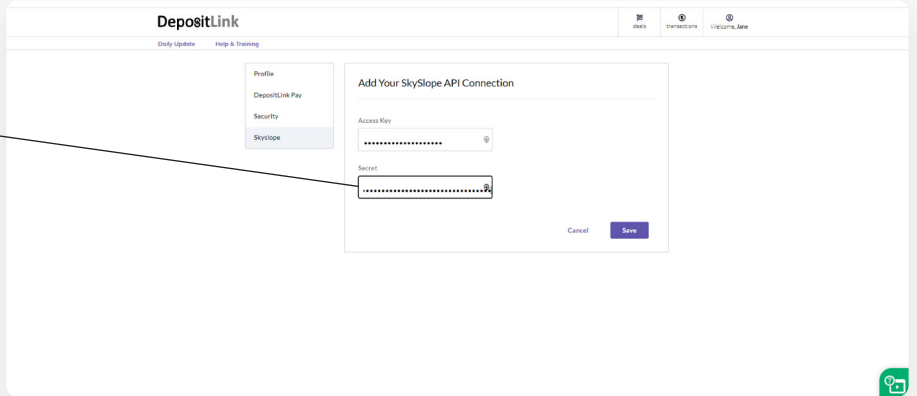 DepositLink
deals
transactions
Welcome, Jane
Daily Update
Help & Training
Profile
DepositLink Pay
Security
Skyslope
Add Your SkySlope API Connection
Access Key
Secret
Cancel
Save